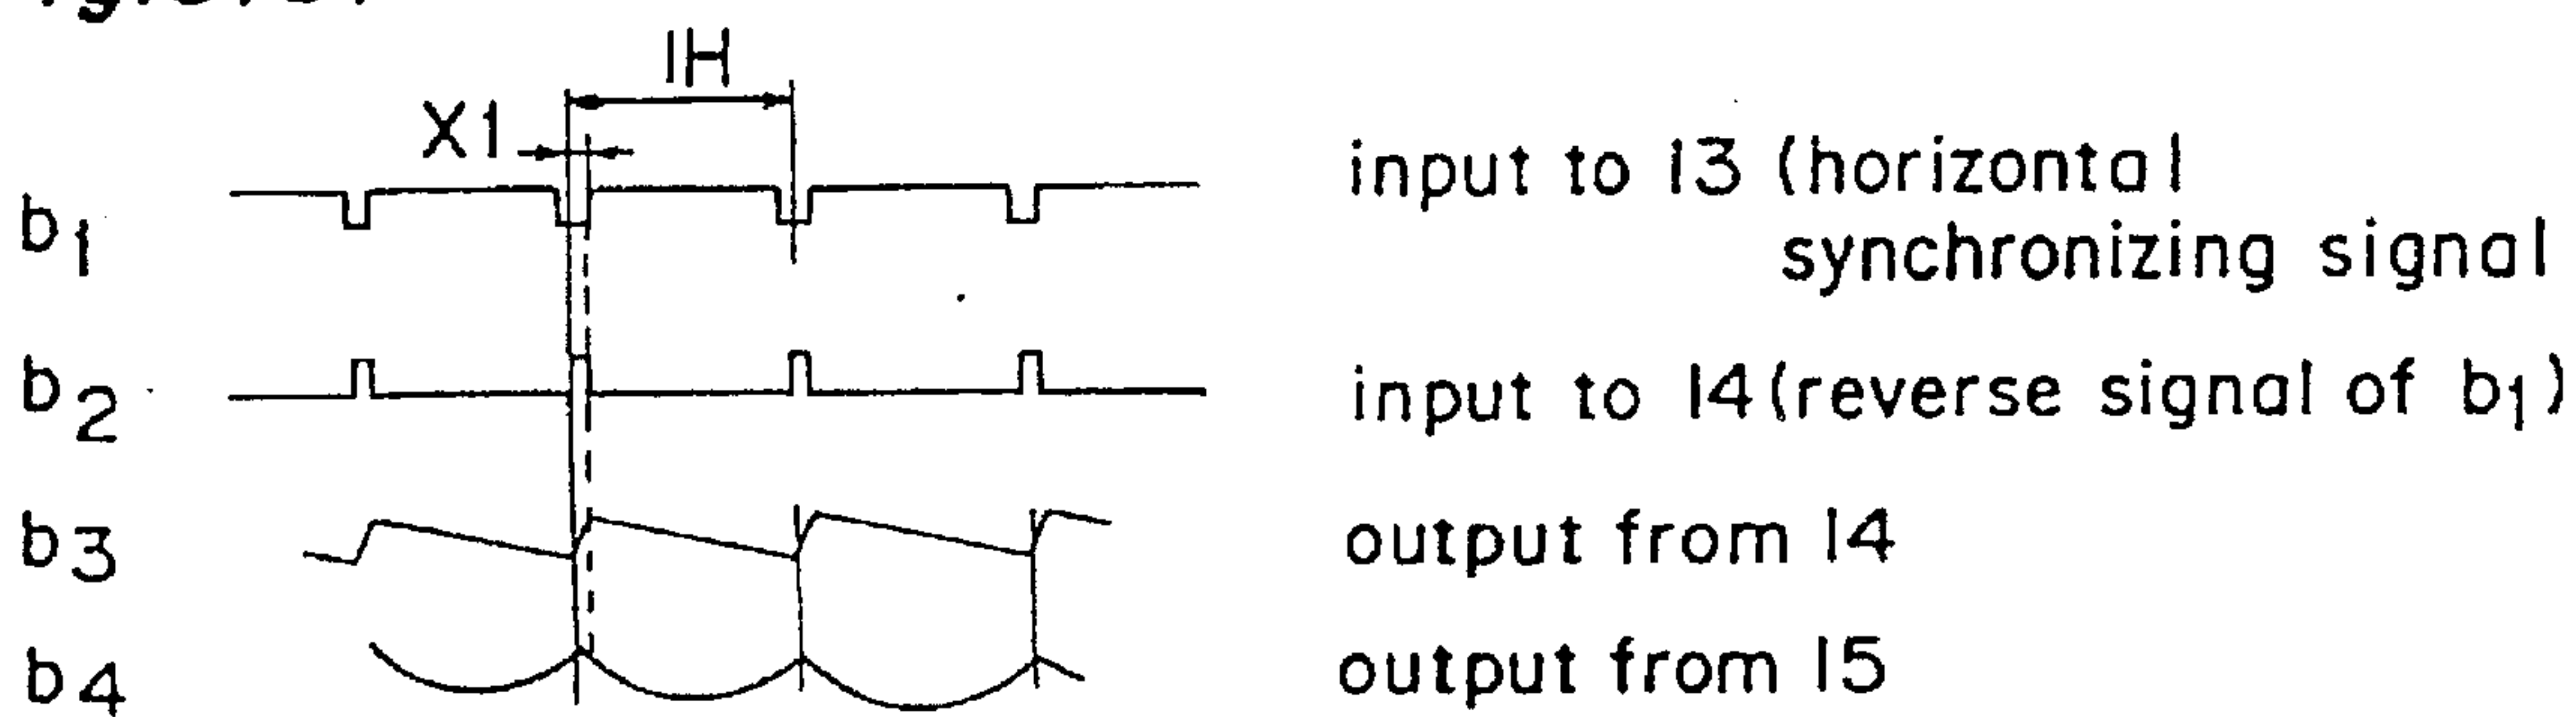 1H
X1
b1 input to 13 (horizontal
synchronizing signal
b2 input to 14 (reverse signal of b1)
b3 output from 14
b4 output from 15